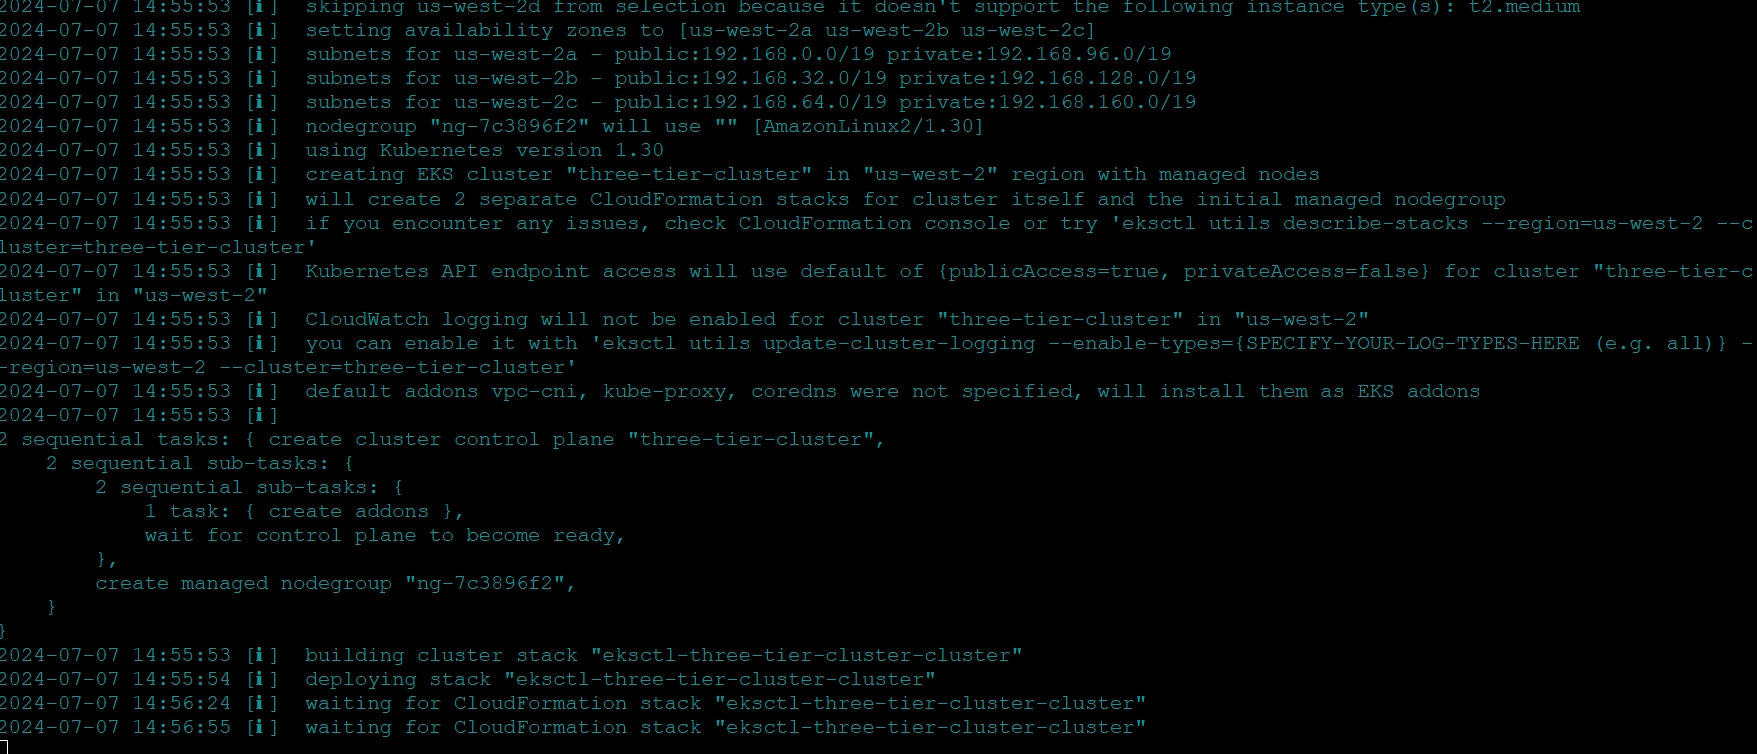 2024-07-07 14:55:53 [ℹ]  skipping us-west-2d from selection because it doesn't support the following instance type(s): t2.medium
2024-07-07 14:55:53 [ℹ]  setting availability zones to [us-west-2a us-west-2b us-west-2c]
2024-07-07 14:55:53 [ℹ]  subnets for us-west-2a - public:192.168.0.0/19 private:192.168.96.0/19
2024-07-07 14:55:53 [ℹ]  subnets for us-west-2b - public:192.168.32.0/19 private:192.168.128.0/19
2024-07-07 14:55:53 [ℹ]  subnets for us-west-2c - public:192.168.64.0/19 private:192.168.160.0/19
2024-07-07 14:55:53 [ℹ]  nodegroup "ng-7c3896f2" will use "" [AmazonLinux2/1.30]
2024-07-07 14:55:53 [ℹ]  using Kubernetes version 1.30
2024-07-07 14:55:53 [ℹ]  creating EKS cluster "three-tier-cluster" in "us-west-2" region with managed nodes
2024-07-07 14:55:53 [ℹ]  will create 2 separate CloudFormation stacks for cluster itself and the initial managed nodegroup
2024-07-07 14:55:53 [ℹ]  if you encounter any issues, check CloudFormation console or try 'eksctl utils describe-stacks --region=us-west-2 --c
luster=three-tier-cluster'
2024-07-07 14:55:53 [ℹ]  Kubernetes API endpoint access will use default of {publicAccess=true, privateAccess=false} for cluster "three-tier-c
luster" in "us-west-2"
2024-07-07 14:55:53 [ℹ]  CloudWatch logging will not be enabled for cluster "three-tier-cluster" in "us-west-2"
2024-07-07 14:55:53 [ℹ]  you can enable it with 'eksctl utils update-cluster-logging --enable-types={SPECIFY-YOUR-LOG-TYPES-HERE (e.g. all)} -
-region=us-west-2 --cluster=three-tier-cluster'
2024-07-07 14:55:53 [ℹ]  default addons vpc-cni, kube-proxy, coredns were not specified, will install them as EKS addons
2024-07-07 14:55:53 [ℹ]
2 sequential tasks: { create cluster control plane "three-tier-cluster",
    2 sequential sub-tasks: {
        2 sequential sub-tasks: {
            1 task: { create addons },
            wait for control plane to become ready,
        },
        create managed nodegroup "ng-7c3896f2",
    }
}
2024-07-07 14:55:53 [ℹ]  building cluster stack "eksctl-three-tier-cluster-cluster"
2024-07-07 14:55:54 [ℹ]  deploying stack "eksctl-three-tier-cluster-cluster"
2024-07-07 14:56:24 [ℹ]  waiting for CloudFormation stack "eksctl-three-tier-cluster-cluster"
2024-07-07 14:56:55 [ℹ]  waiting for CloudFormation stack "eksctl-three-tier-cluster-cluster"